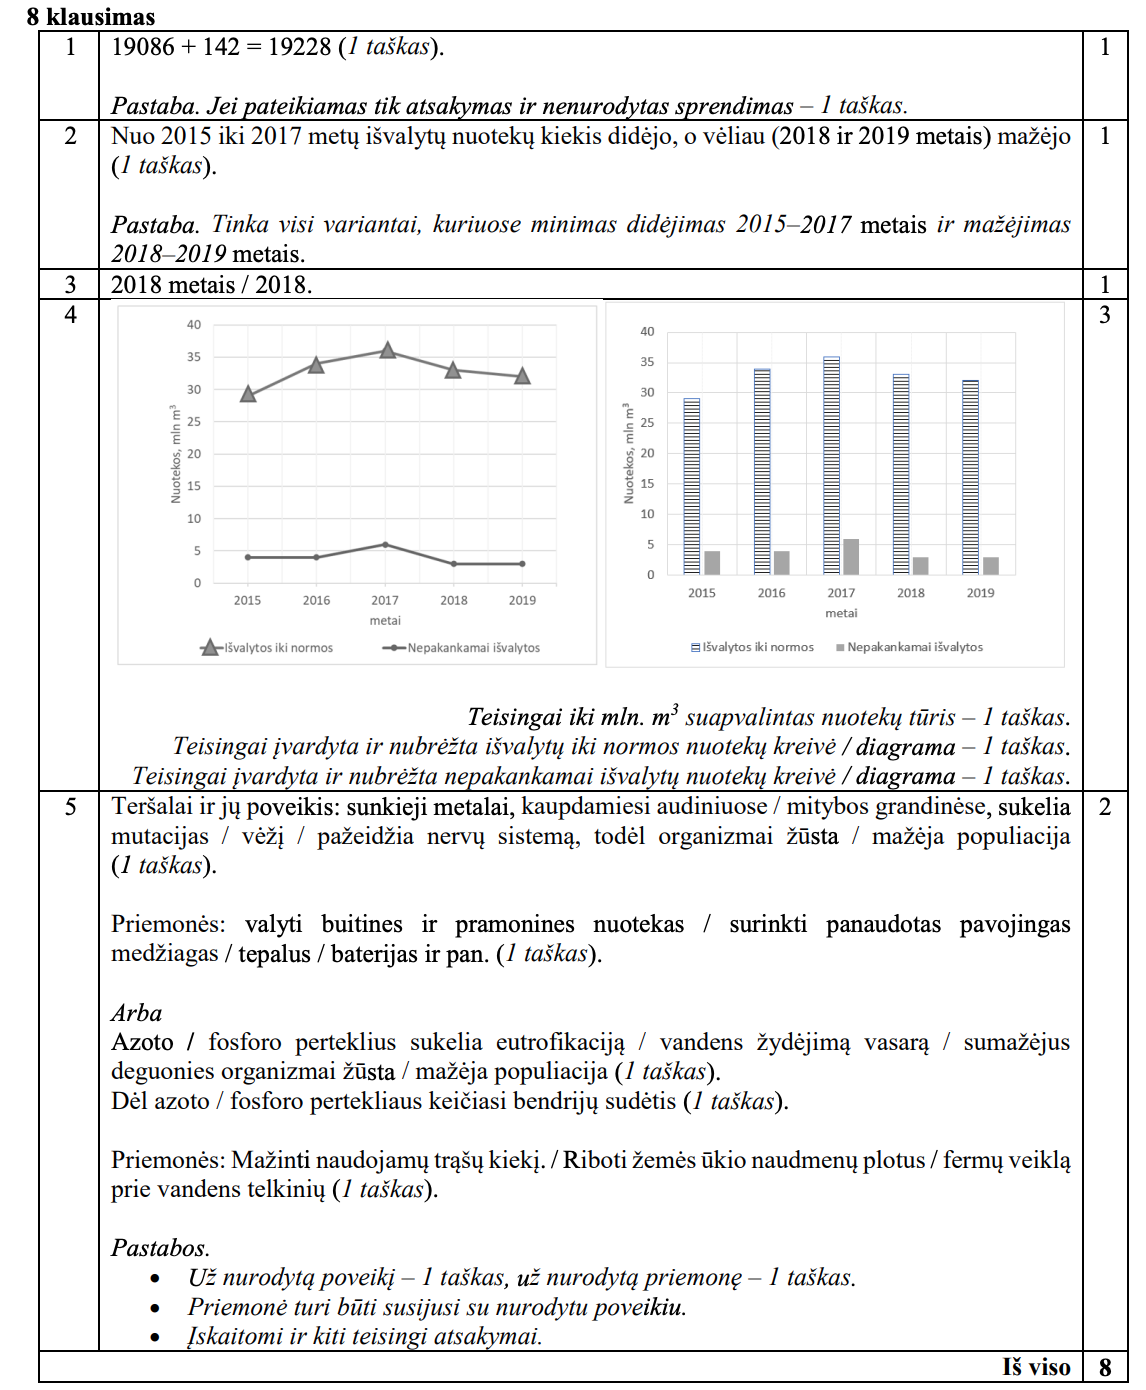 8 klausimas
1 19086 + 142 = 19228 (1 taškas). 1
Pastaba. Jei pateikiamas tik atsakymas ir nenurodytas sprendimas – 1 taškas.
2 Nuo 2015 iki 2017 metų išvalytų nuotekų kiekis didėjo, o vėliau (2018 ir 2019 metais) mažėjo 1
(1 taškas).
Pastaba. Tinka visi variantai, kuriuose minimas didėjimas 2015–2017 metais ir mažėjimas
2018–2019 metais.
3 2018 metais / 2018. 1
4 3
40
35
30
25
20
15
10
5
0
Nuotekos, mln m³
2015 2016 2017 2018 2019
metai
Išvalytos iki normos Nepakankamai išvalytos
40
35
30
25
20
15
10
5
0
Nuotekos, mln m³
2015 2016 2017 2018 2019
metai
Išvalytos iki normos Nepakankamai išvalytos
Teisingai iki mln. m³ suapvalintas nuotekų tūris – 1 taškas.
Teisingai įvardyta ir nubrėžta išvalytų iki normos nuotekų kreivė / diagrama – 1 taškas.
Teisingai įvardyta ir nubrėžta nepakankamai išvalytų nuotekų kreivė / diagrama – 1 taškas.
5 Teršalai ir jų poveikis: sunkieji metalai, kaupdamiesi audiniuose / mitybos grandinėse, sukelia 2
mutacijas / vėžį / pažeidžia nervų sistemą, todėl organizmai žūsta / mažėja populiacija
(1 taškas).
Priemonės: valyti buitines ir pramonines nuotekas / surinkti panaudotas pavojingas
medžiagas / tepalus / baterijas ir pan. (1 taškas).
Arba
Azoto / fosforo perteklius sukelia eutrofikaciją / vandens žydėjimą vasarą / sumažėjus
deguonies organizmai žūsta / mažėja populiacija (1 taškas).
Dėl azoto / fosforo pertekliaus keičiasi bendrijų sudėtis (1 taškas).
Priemonės: Mažinti naudojamų trąšų kiekį. / Riboti žemės ūkio naudmenų plotus / fermų veiklą
prie vandens telkinių (1 taškas).
Pastabos.
• Už nurodytą poveikį – 1 taškas, už nurodytą priemonę – 1 taškas.
• Priemonė turi būti susijusi su nurodytu poveikiu.
• Įskaitomi ir kiti teisingi atsakymai.
Iš viso 8